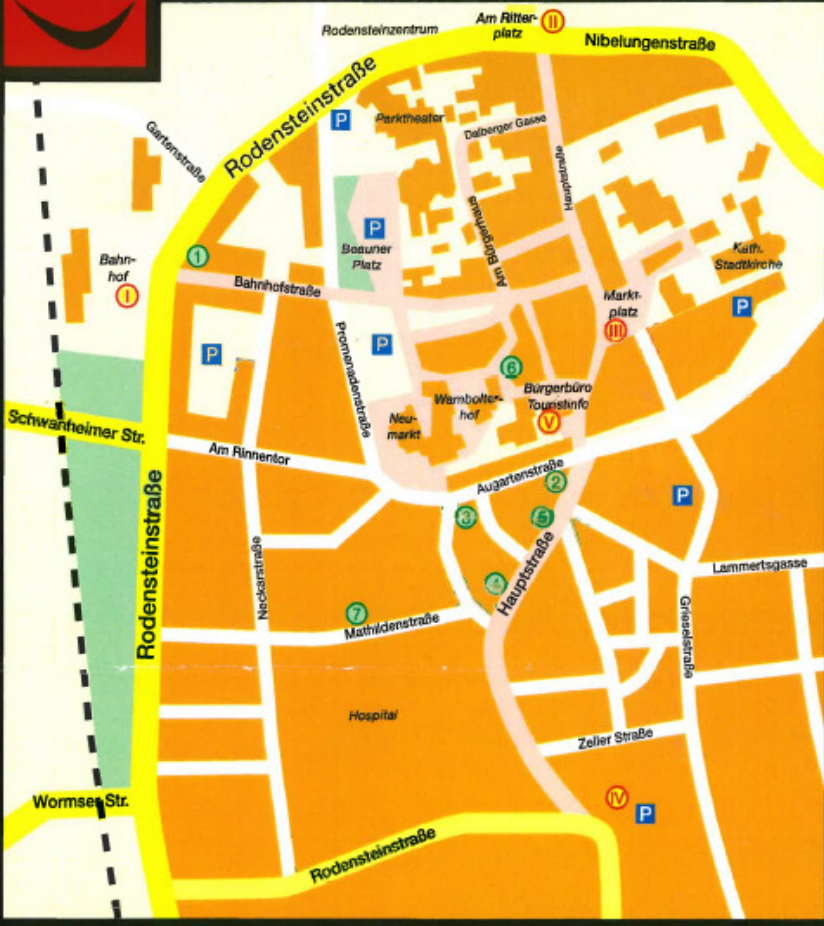 Rodensteinzentrum
Am Ritter-
platz
II
Nibelungenstraße
Rodensteinstraße
Gartenstraße
P
Parktheater
Dalberger Gasse
Hauptstraße
Am Bürgerhaus
P
Beauner
Platz
1
Bahn-
hof
I
Bahnhofstraße
Kath.
Stadtkirche
P
Markt-
platz
III
P
P
Promenadenstraße
6
Bürgerbüro
Touristinfo
V
Wambolter-
hof
Neu-
markt
Schwanheimer Str.
Am Rinnentor
Augartenstraße
2
P
3
5
Rodensteinstraße
Neckarstraße
Hauptstraße
4
Lammertsgasse
7
Mathildenstraße
Grieselstraße
Hospital
Zeller Straße
Wormser Str.
IV
P
Rodensteinstraße